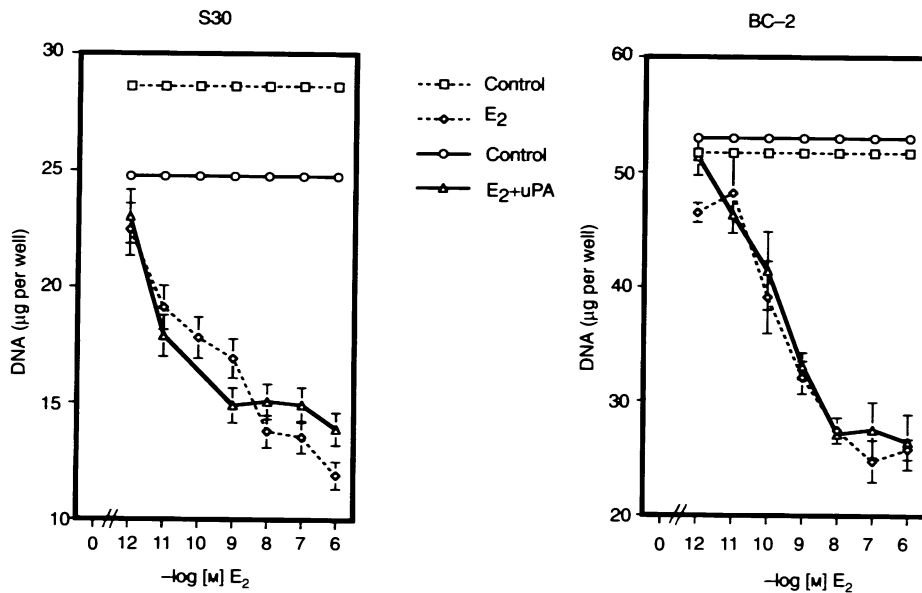 S30
30
25
20
15
10
DNA (µg per well)
0 12 11 10 9 8 7 6
–log [M] E2
Control
E2
Control
E2+uPA
BC–2
60
50
40
30
20
DNA (µg per well)
0 12 11 10 9 8 7 6
–log [M] E2